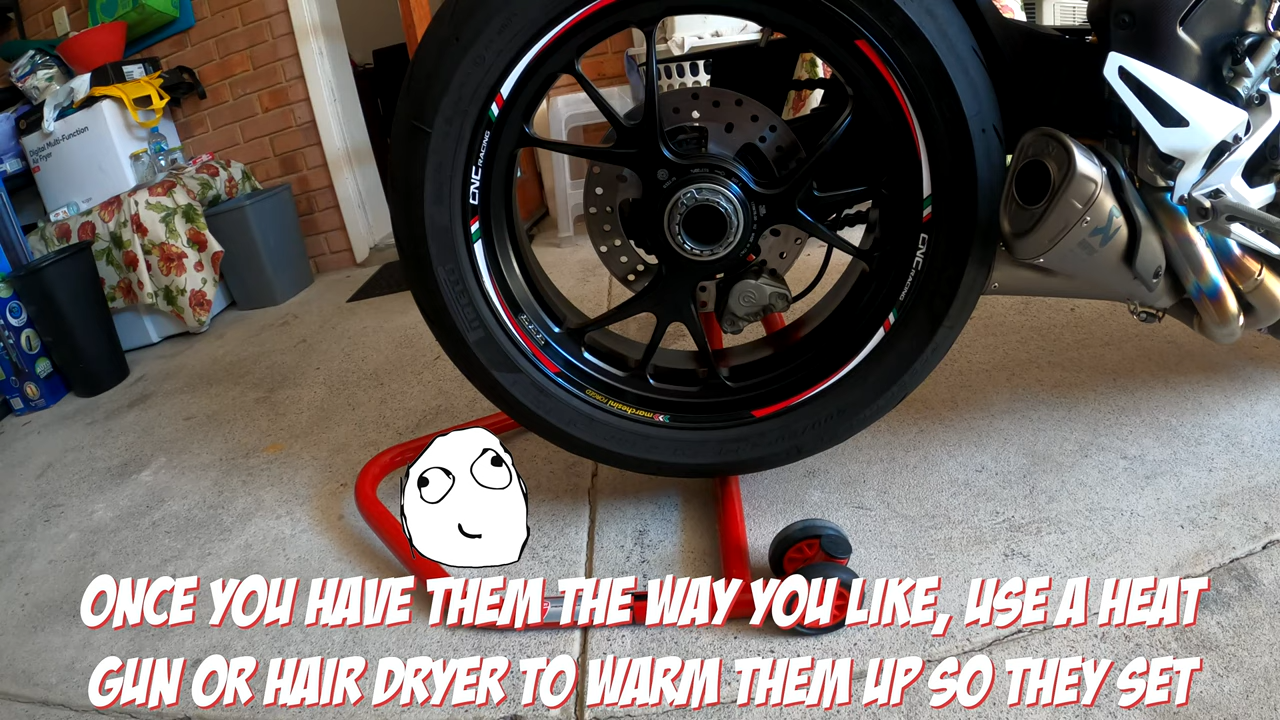 Digital Multi-Function
Air Fryer
CNC RACING
CNC RACING
marchesini FORGED
ONCE YOU HAVE THEM THE WAY YOU LIKE, USE A HEAT
GUN OR HAIR DRYER TO WARM THEM UP SO THEY SET